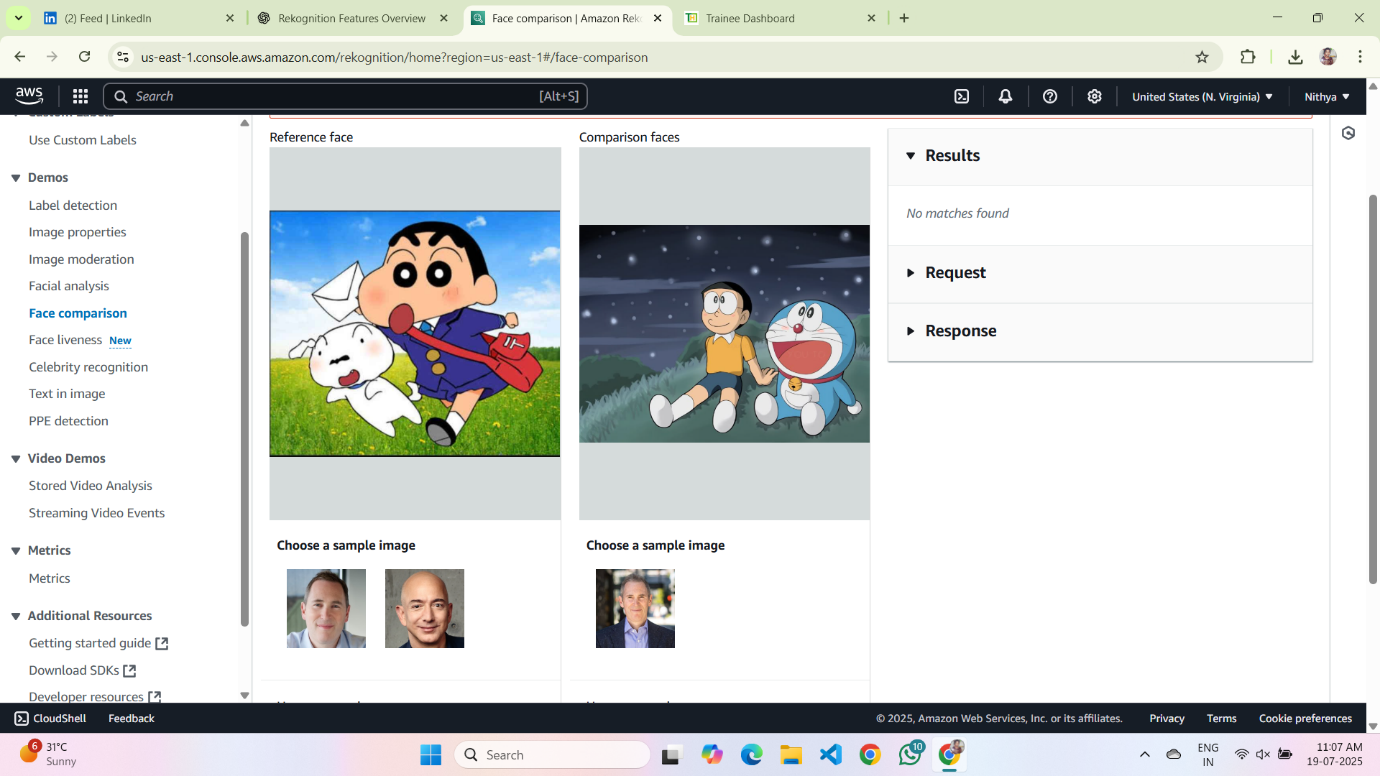 (2) Feed | LinkedIn
Rekognition Features Overview
Face comparison | Amazon Rek
Trainee Dashboard
us-east-1.console.aws.amazon.com/rekognition/home?region=us-east-1#/face-comparison
aws
Search
[Alt+S]
United States (N. Virginia)
Nithya
Custom Labels
Use Custom Labels
Demos
Label detection
Image properties
Image moderation
Facial analysis
Face comparison
Face liveness New
Celebrity recognition
Text in image
PPE detection
Video Demos
Stored Video Analysis
Streaming Video Events
Metrics
Metrics
Additional Resources
Getting started guide
Download SDKs
Developer resources
Reference face
Choose a sample image
Comparison faces
Choose a sample image
Results
No matches found
Request
Response
CloudShell
Feedback
© 2025, Amazon Web Services, Inc. or its affiliates.
Privacy
Terms
Cookie preferences
6
31°C
Sunny
Search
10
ENG
IN
11:07 AM
19-07-2025